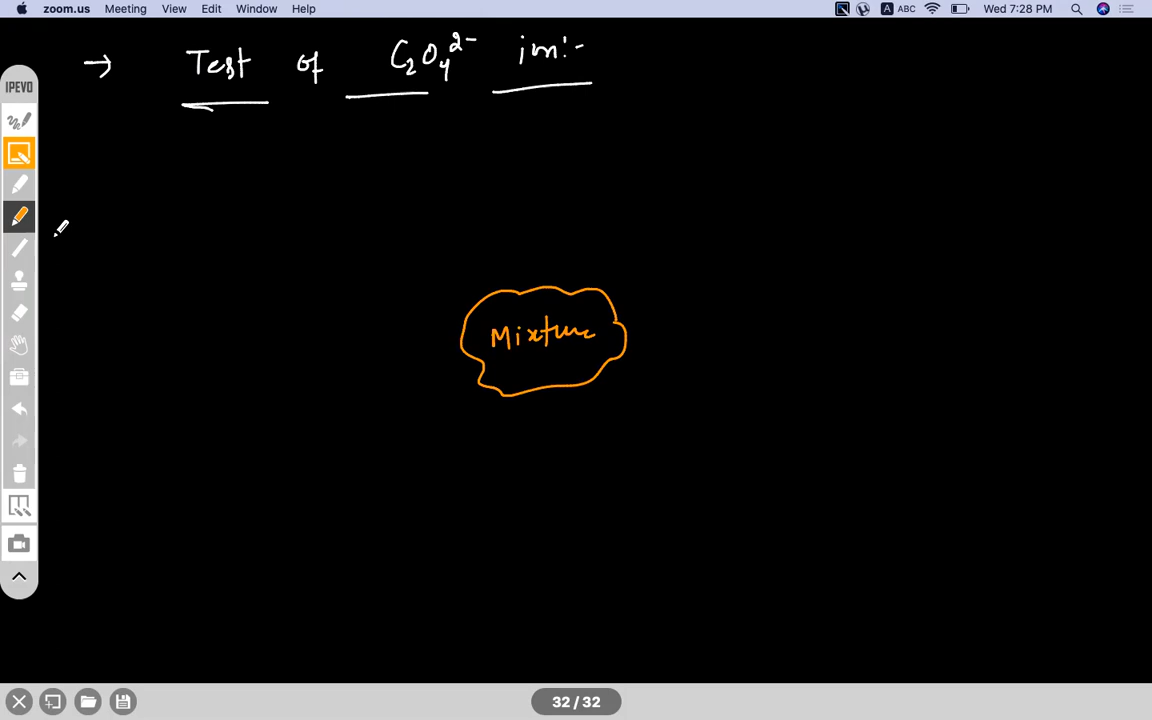 zoom.us Meeting View Edit Window Help A ABC Wed 7:28 PM
→ Test of C₂O₄²⁻ ion:-
IPEVO
Mixture
32 / 32